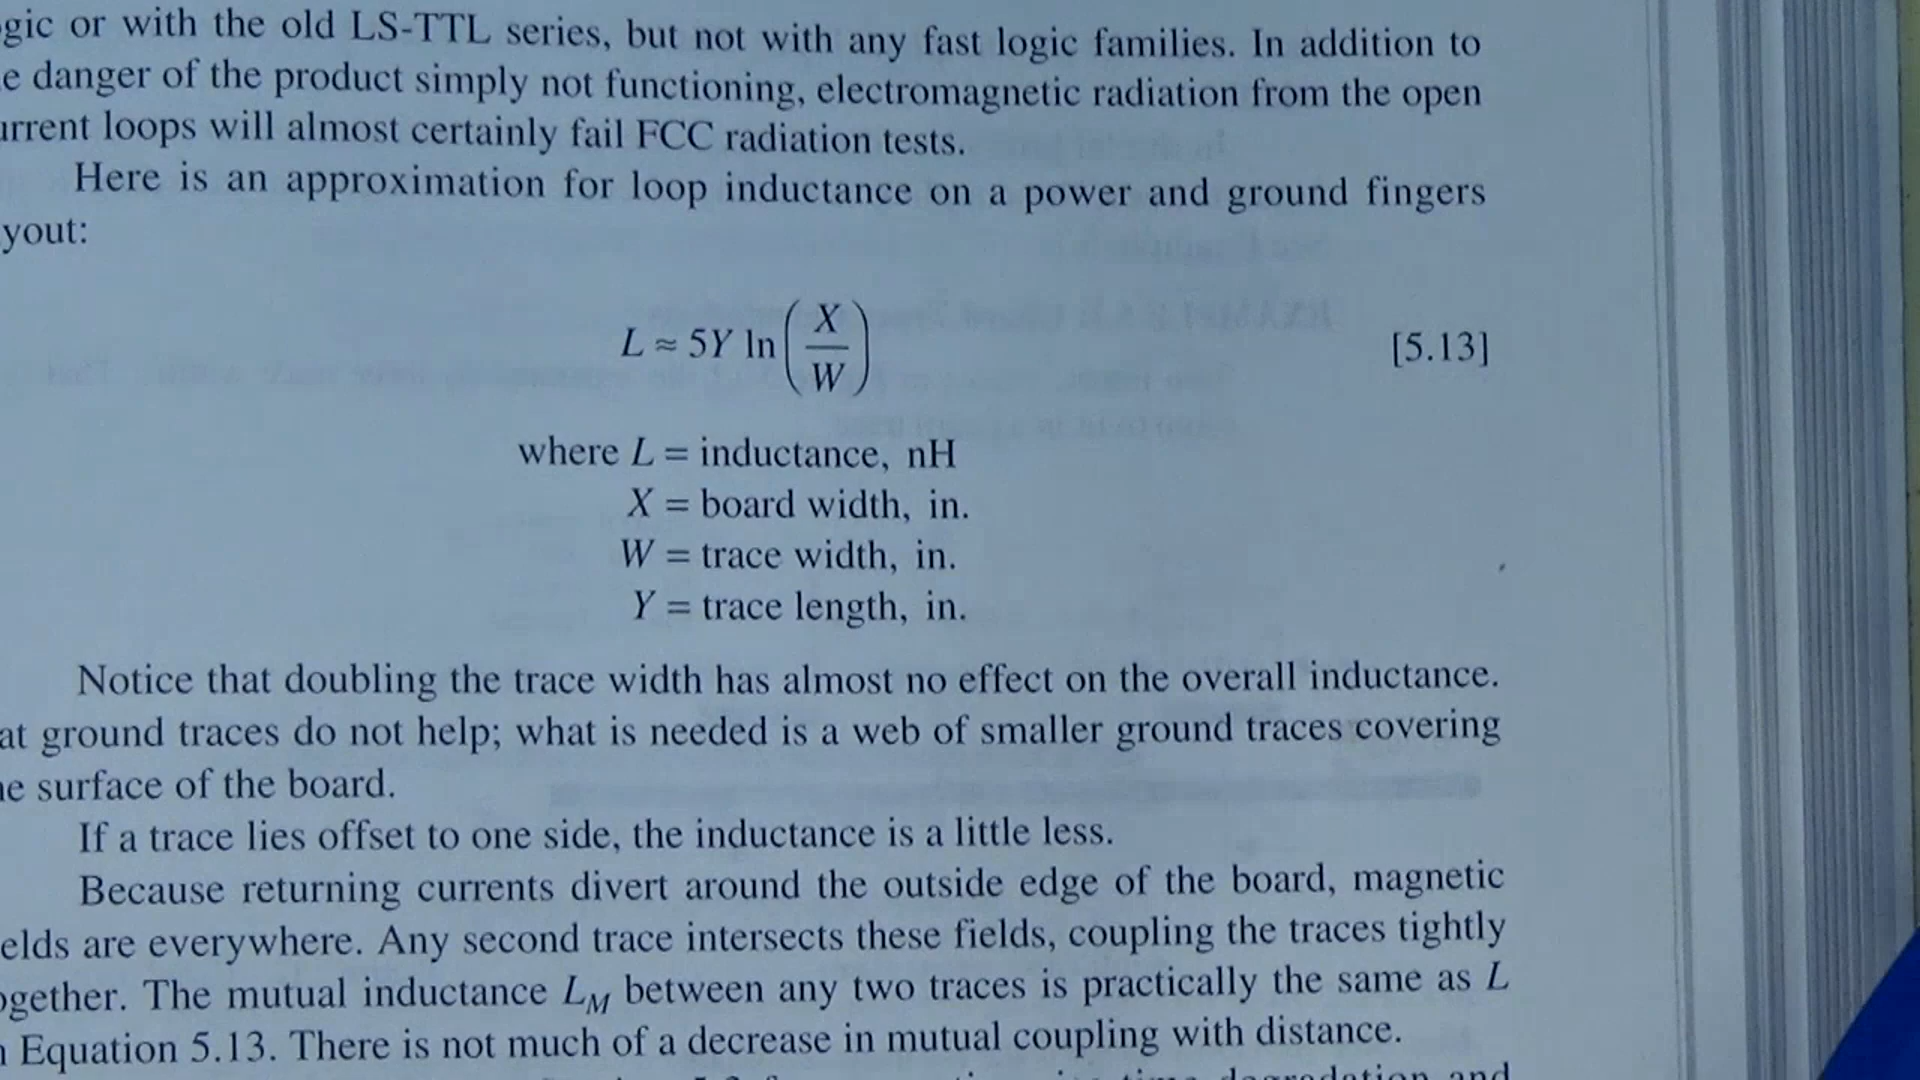 gic or with the old LS-TTL series, but not with any fast logic families. In addition to
e danger of the product simply not functioning, electromagnetic radiation from the open
urrent loops will almost certainly fail FCC radiation tests.
Here is an approximation for loop inductance on a power and ground fingers
yout:
L ≈ 5Y ln(X/W) [5.13]
where L = inductance, nH
X = board width, in.
W = trace width, in.
Y = trace length, in.
Notice that doubling the trace width has almost no effect on the overall inductance.
at ground traces do not help; what is needed is a web of smaller ground traces covering
e surface of the board.
If a trace lies offset to one side, the inductance is a little less.
Because returning currents divert around the outside edge of the board, magnetic
elds are everywhere. Any second trace intersects these fields, coupling the traces tightly
gether. The mutual inductance L_M between any two traces is practically the same as L
Equation 5.13. There is not much of a decrease in mutual coupling with distance.
degradation and